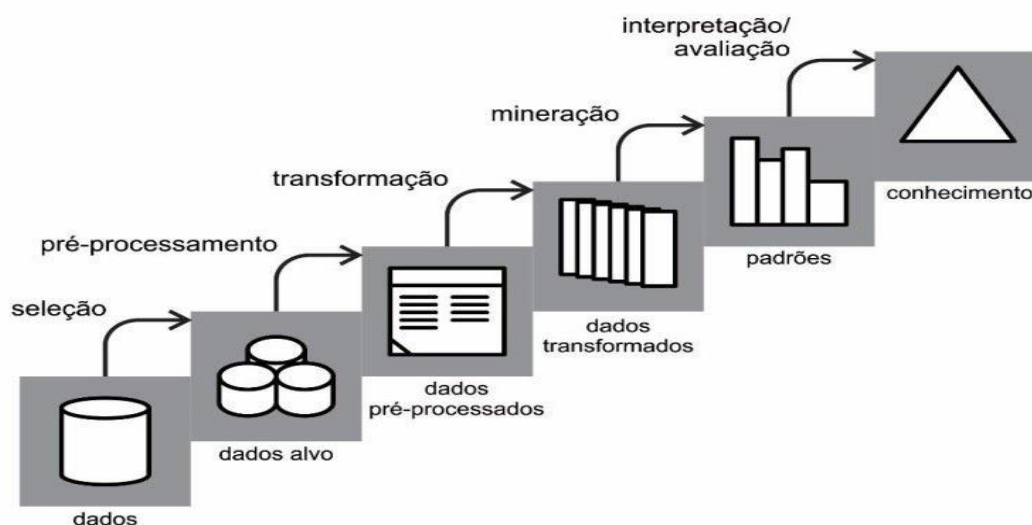 interpretação/
avaliação
mineração
conhecimento
transformação
padrões
pré-processamento
dados
transformados
seleção
dados
pré-processados
dados alvo
dados